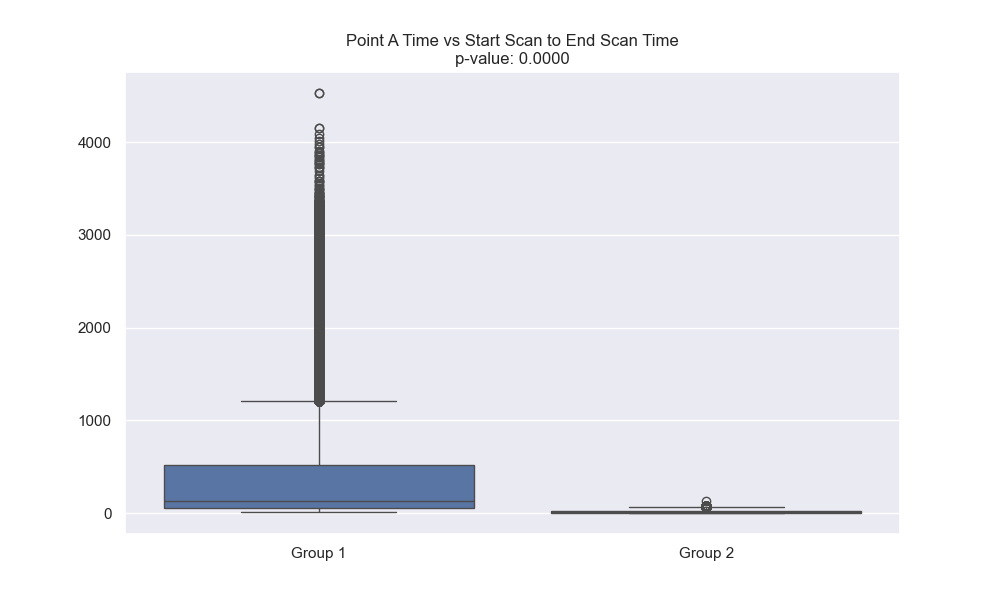 Point A Time vs Start Scan to End Scan Time
p-value: 0.0000
4000
3000
2000
1000
0
Group 1
Group 2